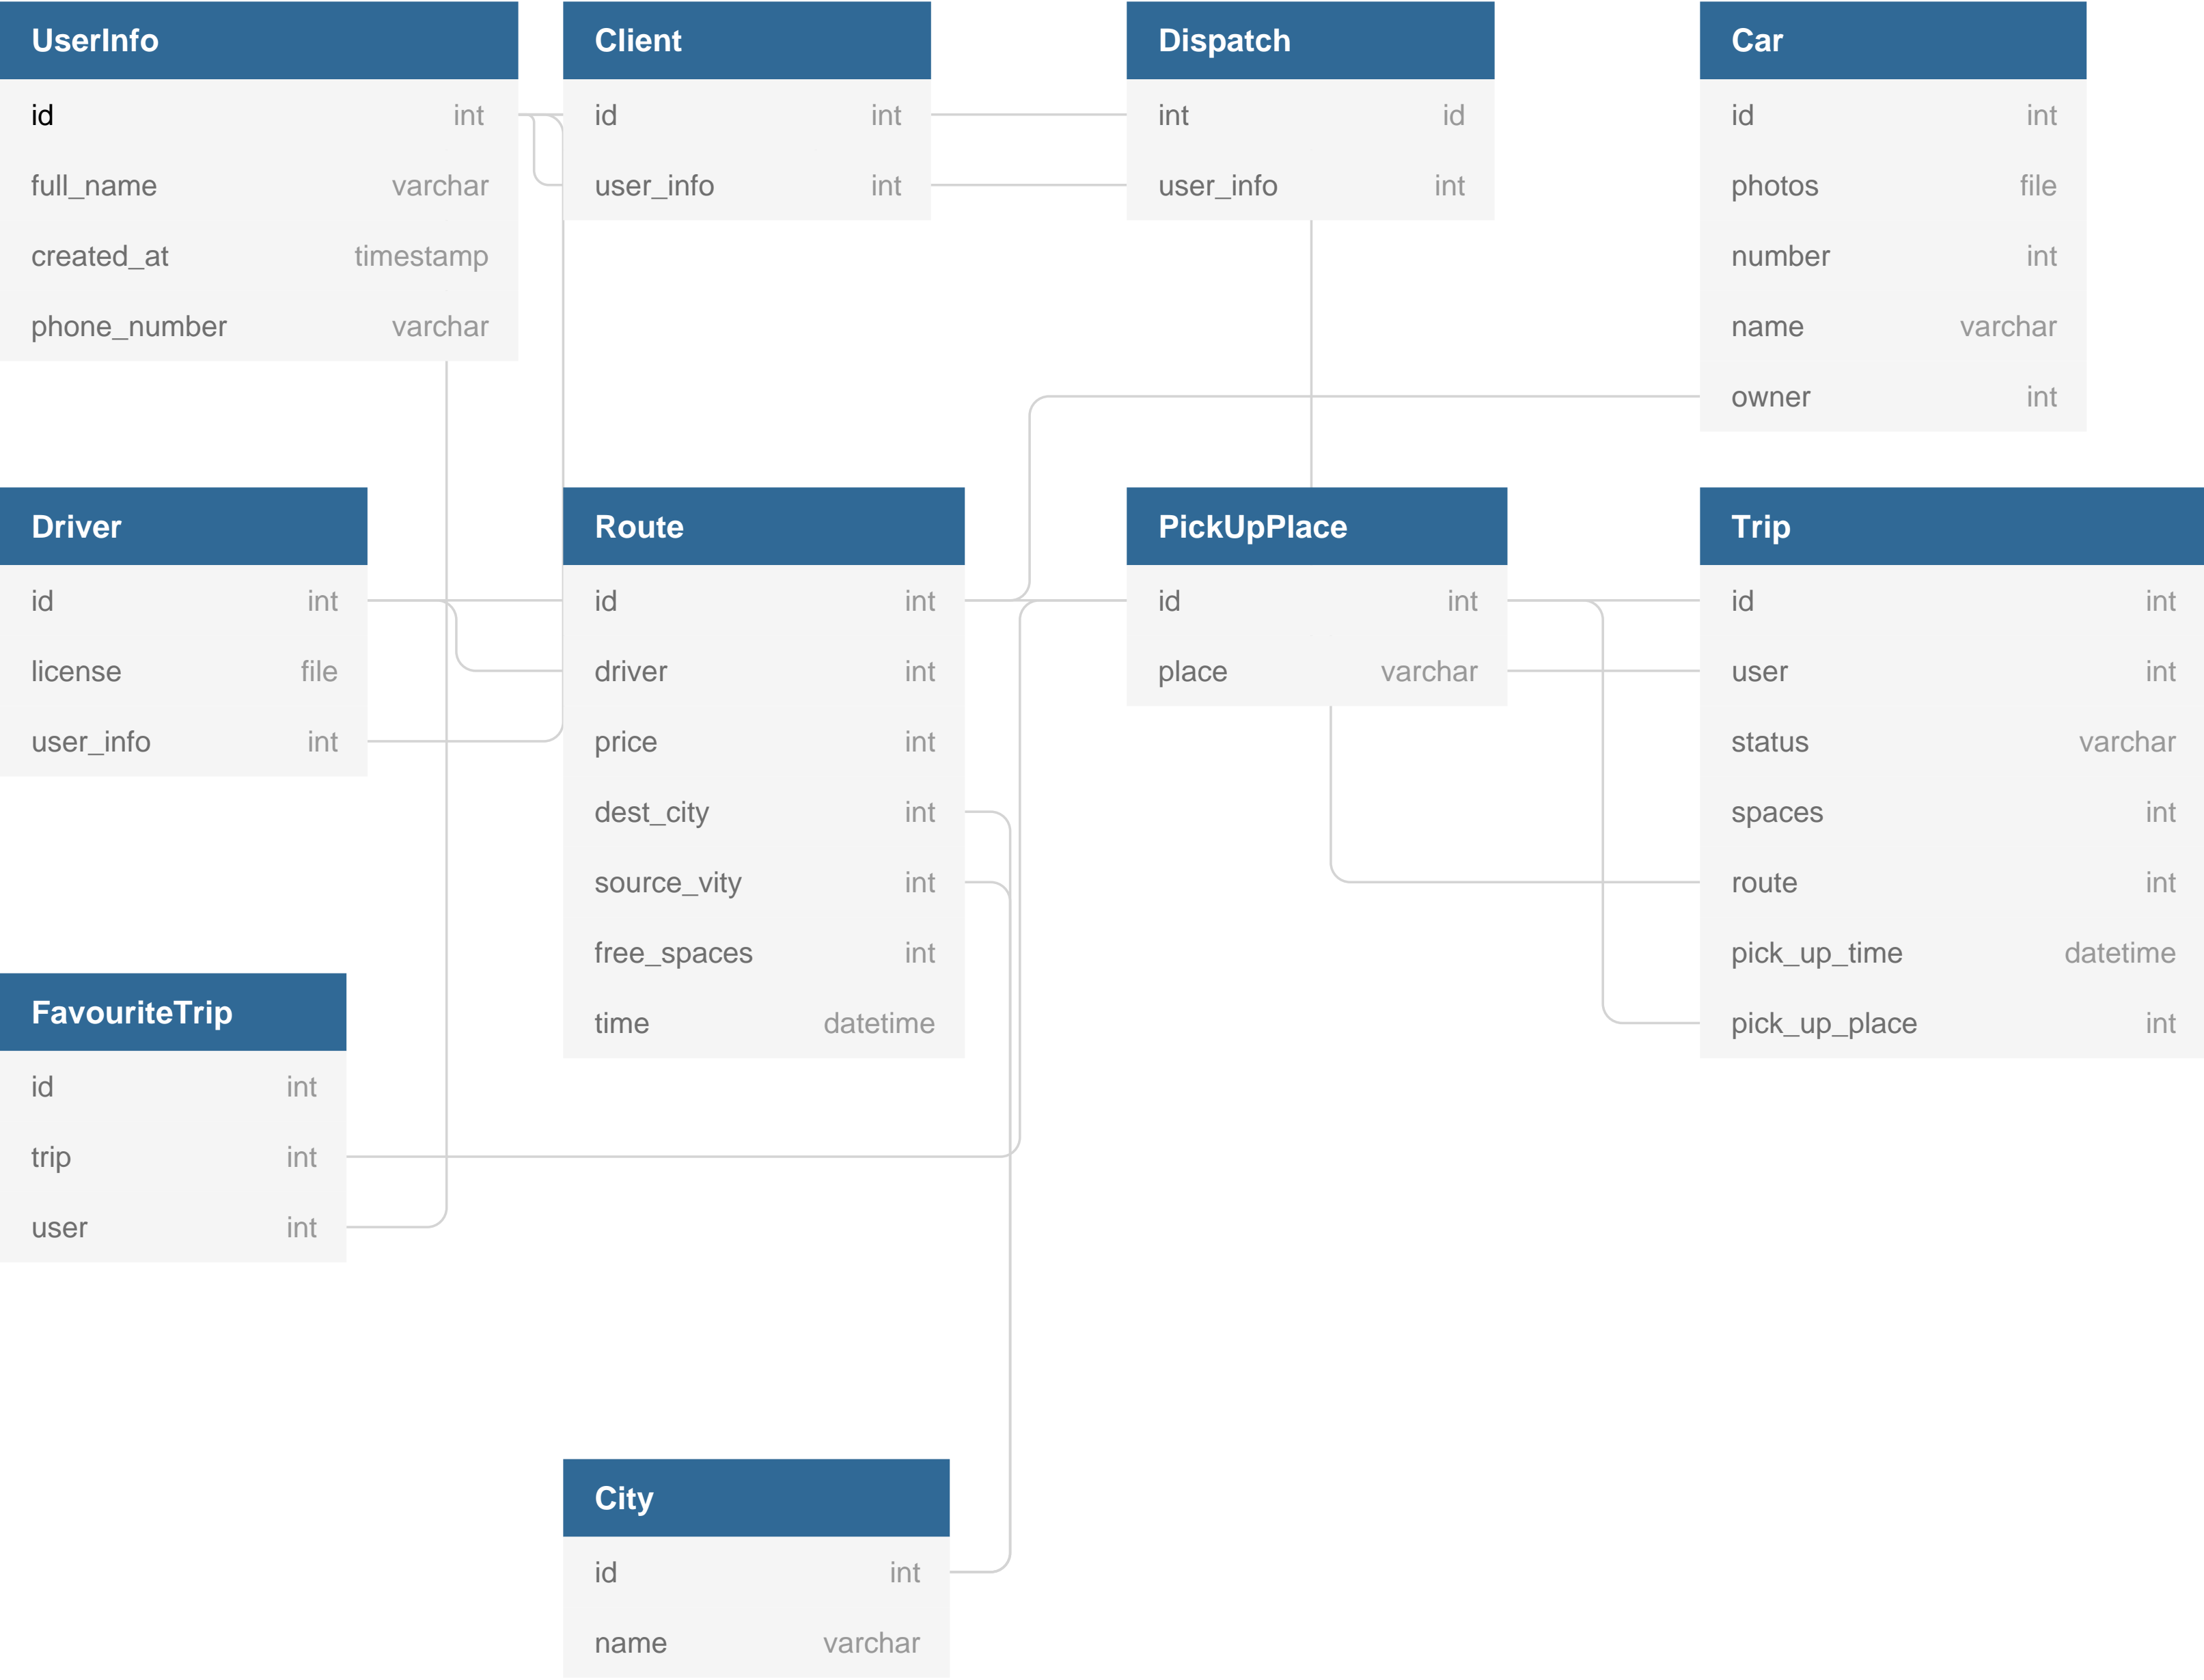 UserInfo
id int
full_name varchar
created_at timestamp
phone_number varchar
Client
id int
user_info int
Dispatch
int id
user_info int
Car
id int
photos file
number int
name varchar
owner int
Driver
id int
license file
user_info int
Route
id int
driver int
price int
dest_city int
source_vity int
free_spaces int
time datetime
PickUpPlace
id int
place varchar
Trip
id int
user int
status varchar
spaces int
route int
pick_up_time datetime
pick_up_place int
FavouriteTrip
id int
trip int
user int
City
id int
name varchar